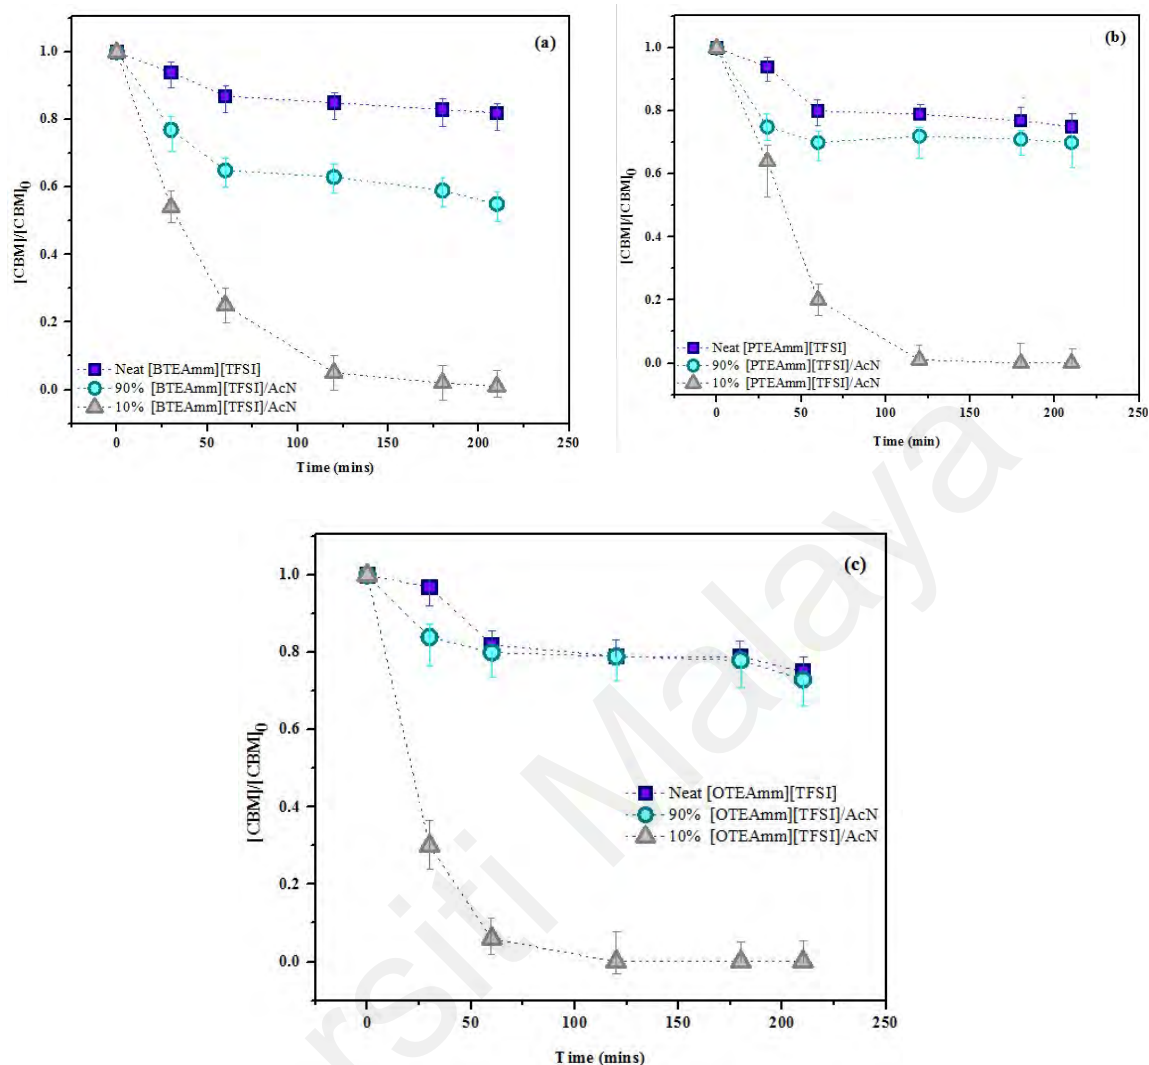 (a)
1.0
0.8
0.6
0.4
0.2
0.0
[CBM]/[CBM]0
Neat [BTEAmm][TFSI]
90% [BTEAmm][TFSI]/AcN
10% [BTEAmm][TFSI]/AcN
0 50 100 150 200 250
Time (mins)
(b)
1.0
0.8
0.6
0.4
0.2
0.0
[CBM]/[CBM]0
Neat [PTEAmm][TFSI]
90% [PTEAmm][TFSI]/AcN
10% [PTEAmm][TFSI]/AcN
0 50 100 150 200 250
Time (min)
(c)
1.0
0.8
0.6
0.4
0.2
0.0
[CBM]/[CBM]0
Neat [OTEAmm][TFSI]
90% [OTEAmm][TFSI]/AcN
10% [OTEAmm][TFSI]/AcN
0 50 100 150 200 250
Time (mins)
rsiti Malaya